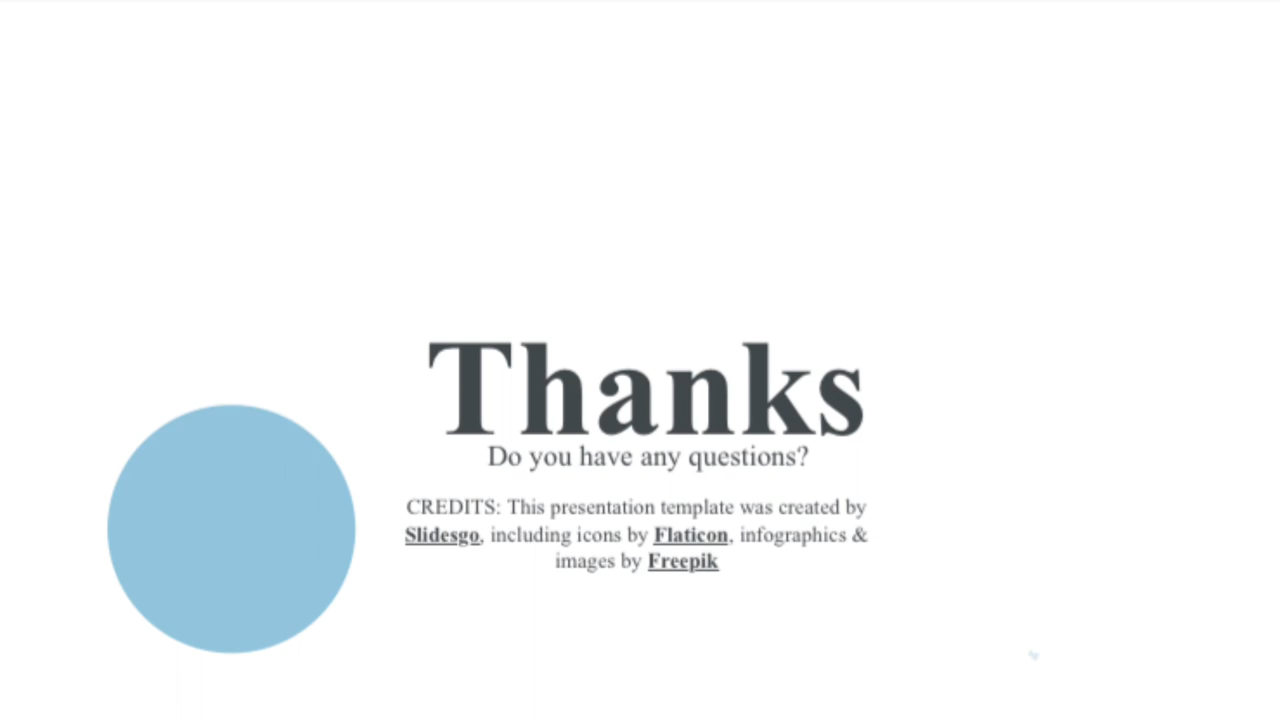 Thanks
Do you have any questions?
CREDITS: This presentation template was created by
Slidesgo, including icons by Flaticon, infographics &
images by Freepik